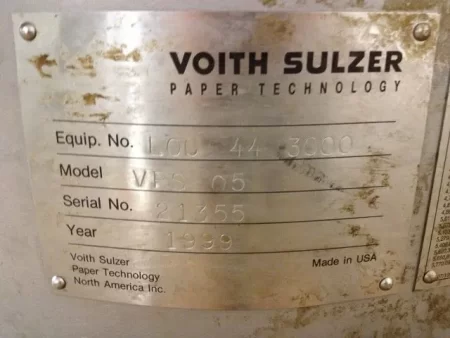 VOITH SULZER
PAPER TECHNOLOGY
Equip. No. 44 3000
Model 05
Serial No. 21355
Year 1999
Voith Sulzer
Paper Technology
North America Inc.
Made in USA